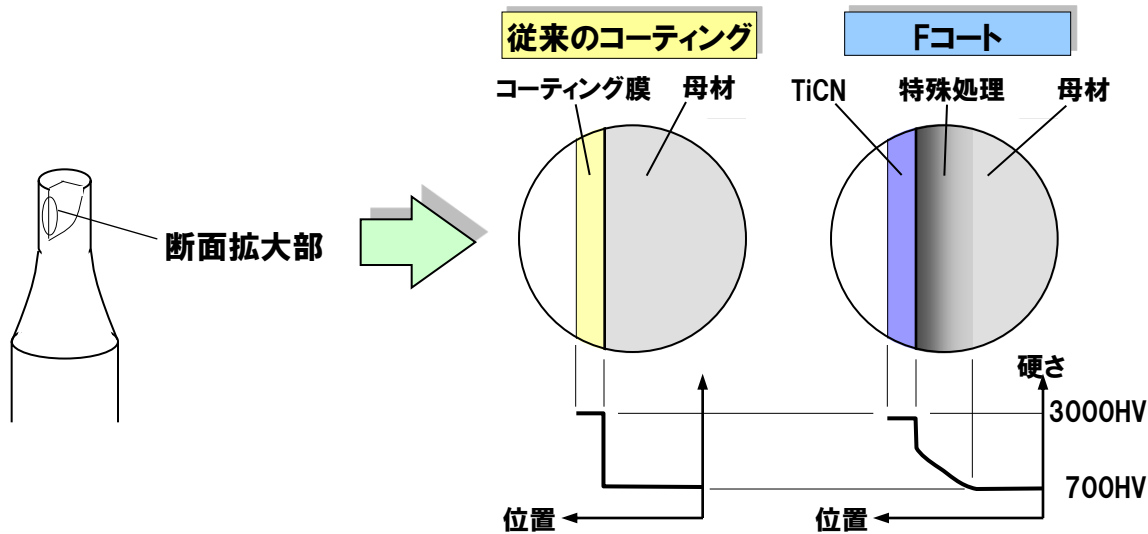 従来のコーティング
Fコート
コーティング膜
母材
TiCN
特殊処理
母材
断面拡大部
硬さ
3000HV
700HV
位置
位置